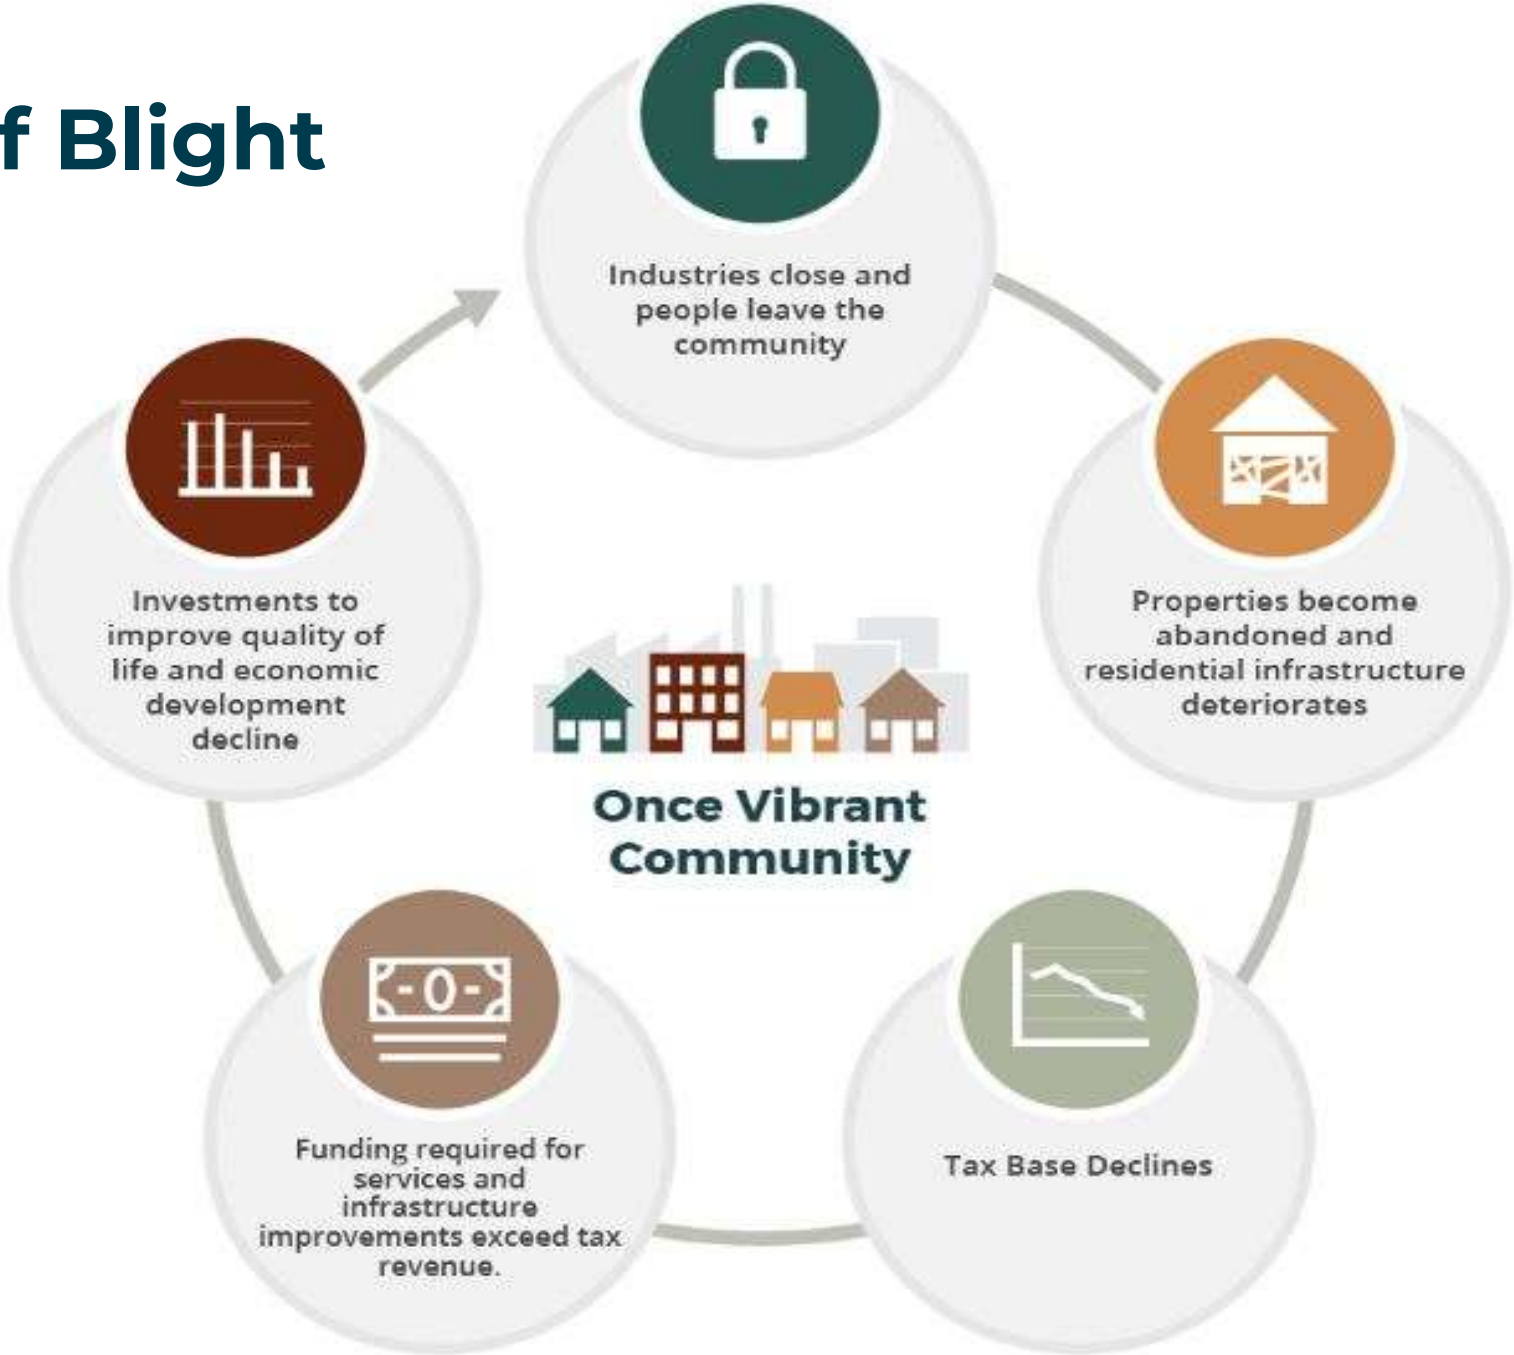 f Blight
Industries close and
people leave the
community
Properties become
abandoned and
residential infrastructure
deteriorates
Tax Base Declines
Funding required for
services and
infrastructure
improvements exceed tax
revenue.
Investments to
improve quality of
life and economic
development
decline
Once Vibrant
Community
-0-